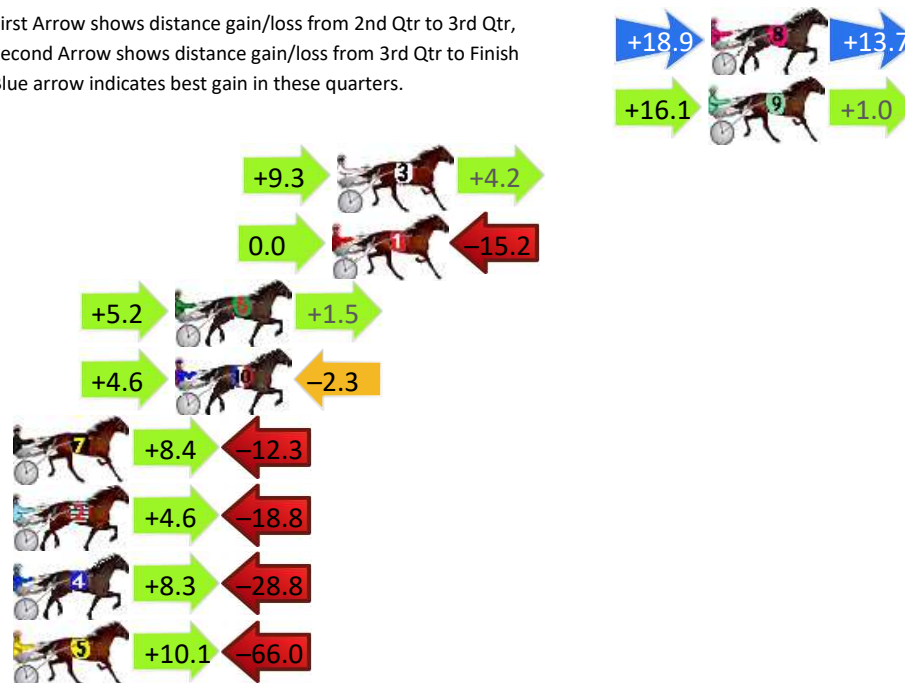 irst Arrow shows distance gain/loss from 2nd Qtr to 3rd Qtr,
econd Arrow shows distance gain/loss from 3rd Qtr to Finish
lue arrow indicates best gain in these quarters.
+18.9 8 +13.7
+16.1 9 +1.0
+9.3 3 +4.2
0.0 1 –15.2
+5.2 6 +1.5
+4.6 10 –2.3
7 +8.4 –12.3
2 +4.6 –18.8
4 +8.3 –28.8
5 +10.1 –66.0